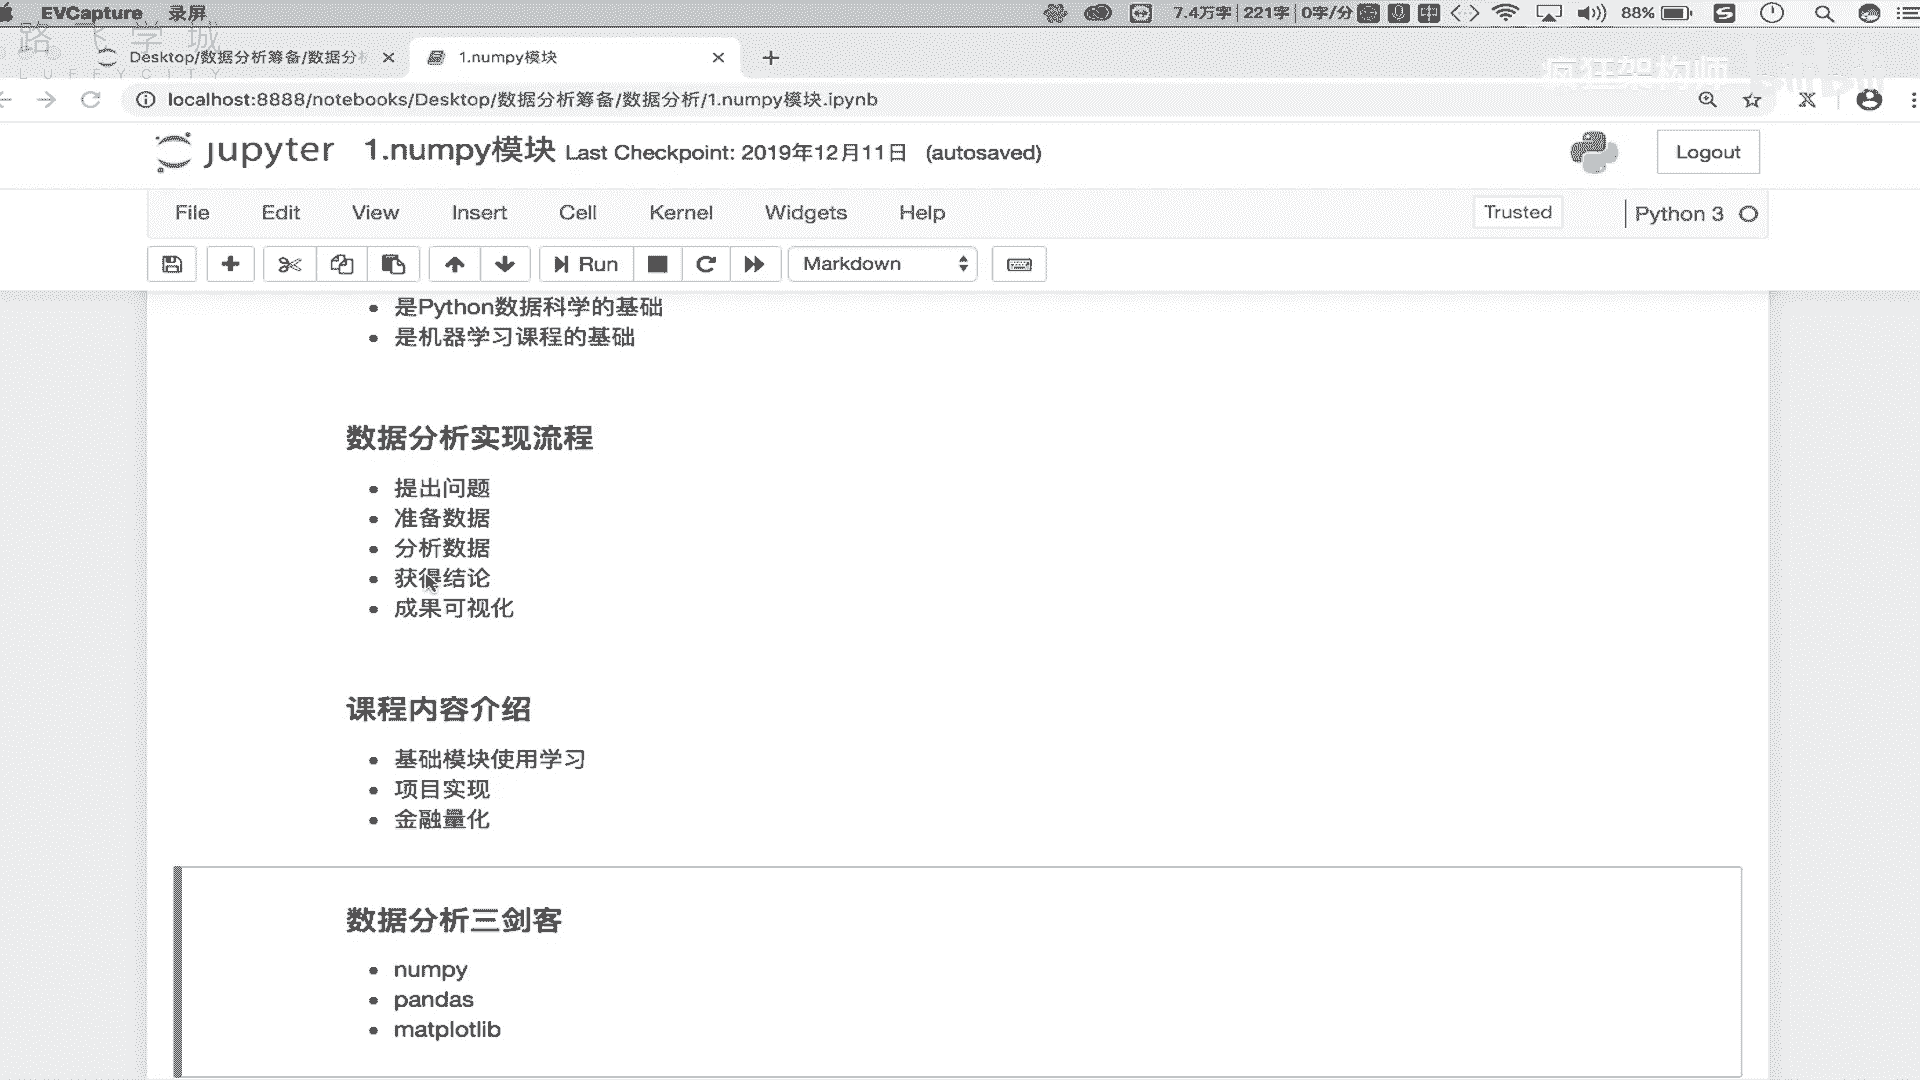 EVCapture 录屏 7.4万字 221字 0字/分 88%
路飞学城
LUFFYCITY
Desktop/数据分析筹备/数据分
1.numpy模块
疯狂架构师
localhost:8888/notebooks/Desktop/数据分析筹备/数据分析/1.numpy模块.ipynb
jupyter 1.numpy模块 Last Checkpoint: 2019年12月11日 (autosaved)
Logout
File Edit View Insert Cell Kernel Widgets Help
Trusted Python 3
Run Markdown
是Python数据科学的基础
是机器学习课程的基础
数据分析实现流程
提出问题
准备数据
分析数据
获得结论
成果可视化
课程内容介绍
基础模块使用学习
项目实现
金融量化
数据分析三剑客
numpy
pandas
matplotlib